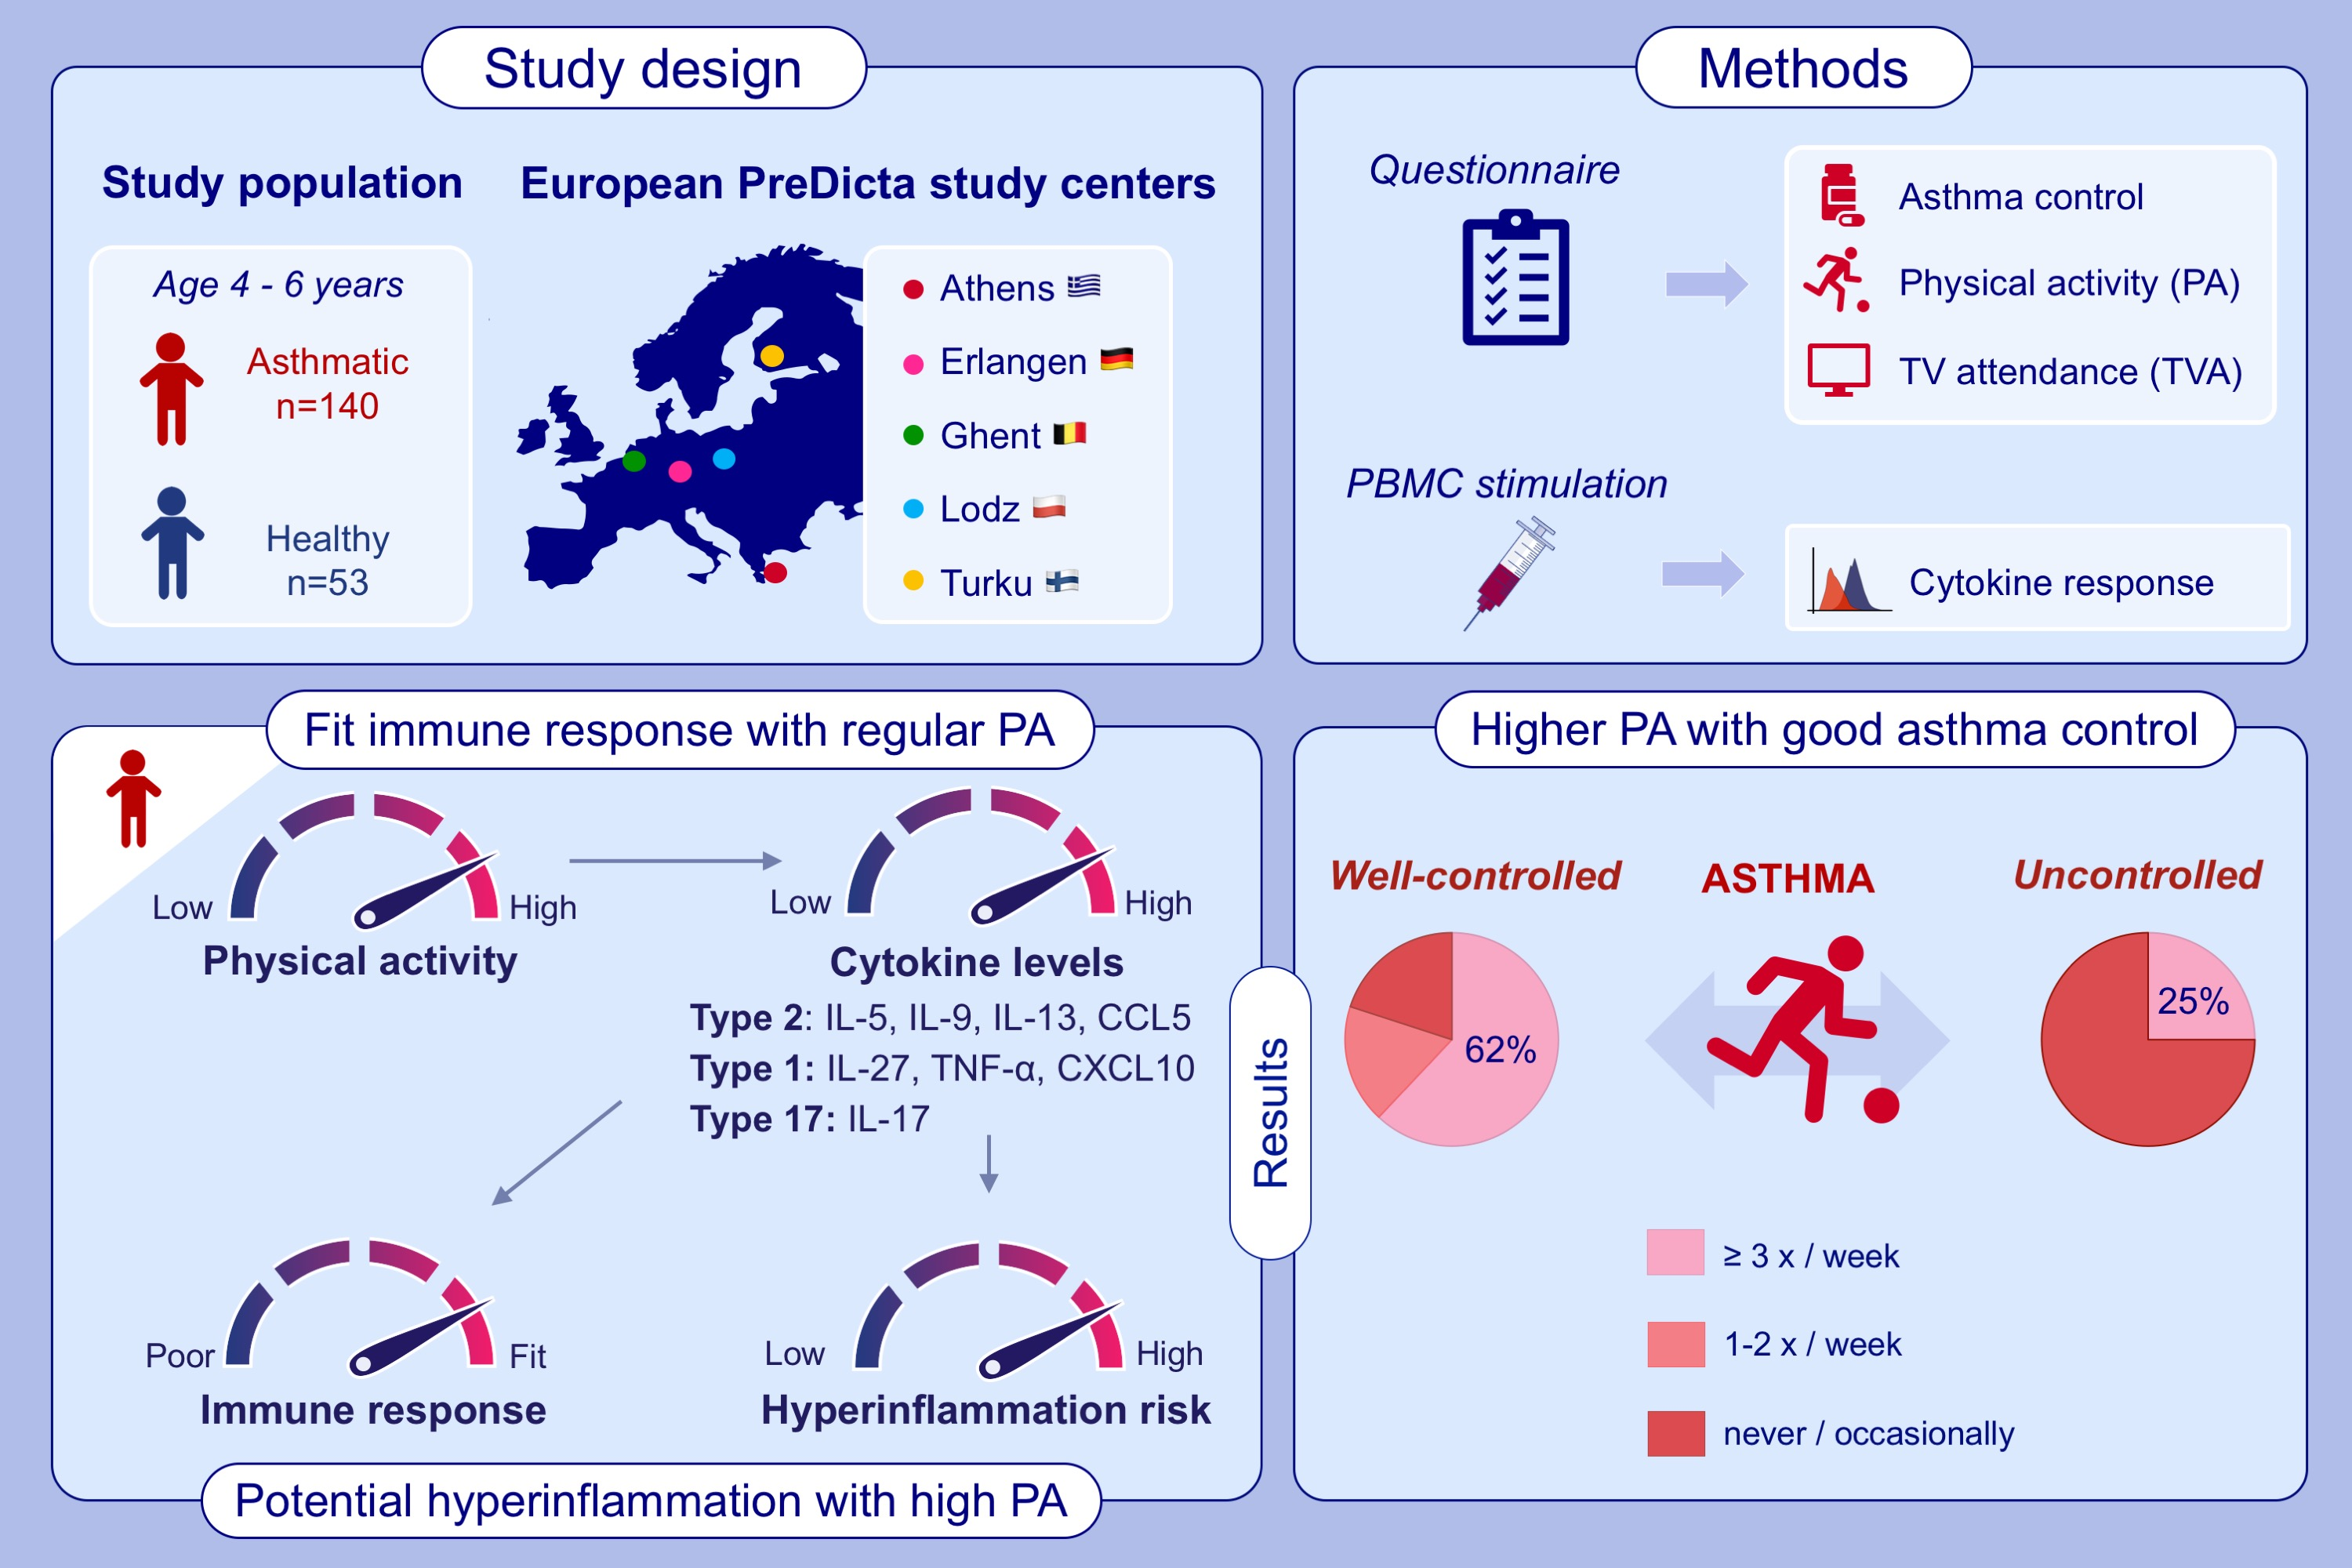 Study design
Study population
European PreDicta study centers
Age 4 - 6 years
Asthmatic
n=140
Healthy
n=53
Athens
Erlangen
Ghent
Lodz
Turku
Methods
Questionnaire
Asthma control
Physical activity (PA)
TV attendance (TVA)
PBMC stimulation
Cytokine response
Results
Fit immune response with regular PA
Low
High
Physical activity
Low
High
Cytokine levels
Type 2: IL-5, IL-9, IL-13, CCL5
Type 1: IL-27, TNF-α, CXCL10
Type 17: IL-17
Poor
Fit
Immune response
Low
High
Hyperinflammation risk
Potential hyperinflammation with high PA
Higher PA with good asthma control
Well-controlled
ASTHMA
Uncontrolled
62%
25%
≥ 3 x / week
1-2 x / week
never / occasionally